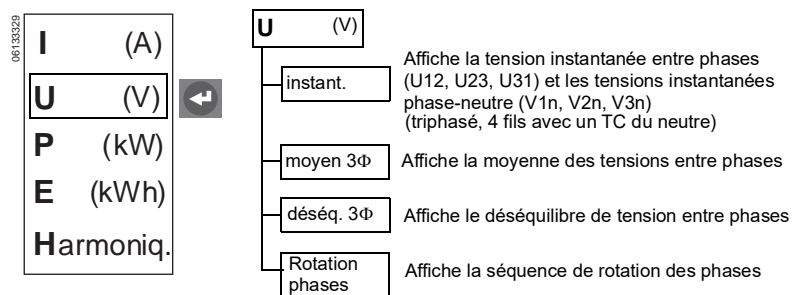 06133329
I (A)
U (V)
P (kW)
E (kWh)
Harmoniq.
U (V)
instant.
Affiche la tension instantanée entre phases
(U12, U23, U31) et les tensions instantanées
phase-neutre (V1n, V2n, V3n)
(triphasé, 4 fils avec un TC du neutre)
moyen 3Φ
Affiche la moyenne des tensions entre phases
déséq. 3Φ
Affiche le déséquilibre de tension entre phases
Rotation
phases
Affiche la séquence de rotation des phases